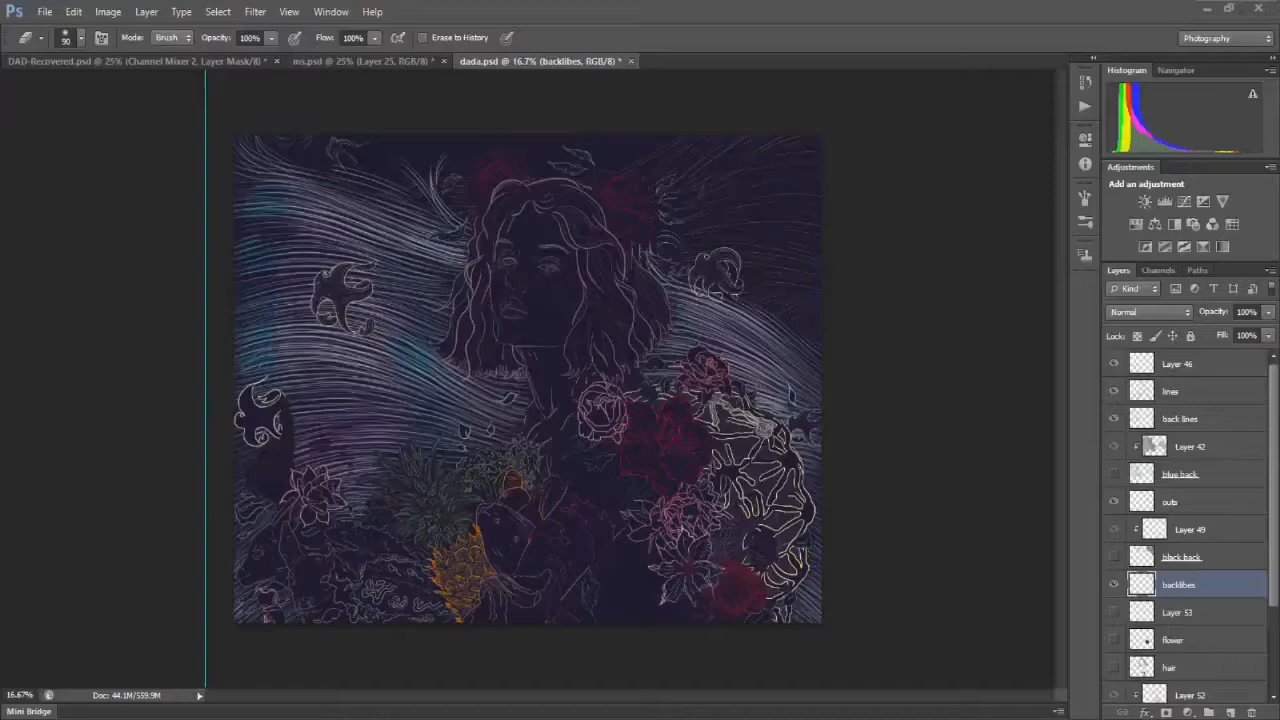 Ps File Edit Image Layer Type Select Filter View Window Help
90 Mode: Brush Opacity: 100% Flow: 100% Erase to History Photography
DAD-Recovered.psd @ 25% (Channel Mixer 2, Layer Mask/8) * × ms.psd @ 25% (Layer 25, RGB/8) * × dada.psd @ 16.7% (backlibes, RGB/8) * ×
Histogram Navigator
Adjustments
Add an adjustment
Layers Channels Paths
Kind
Normal Opacity: 100%
Lock: Fill: 100%
Layer 46
lines
back lines
Layer 42
blue back
outs
Layer 49
black back
backlibes
Layer 53
flower
hair
Layer 52
16.67% Doc: 44.1M/559.9M
Mini Bridge